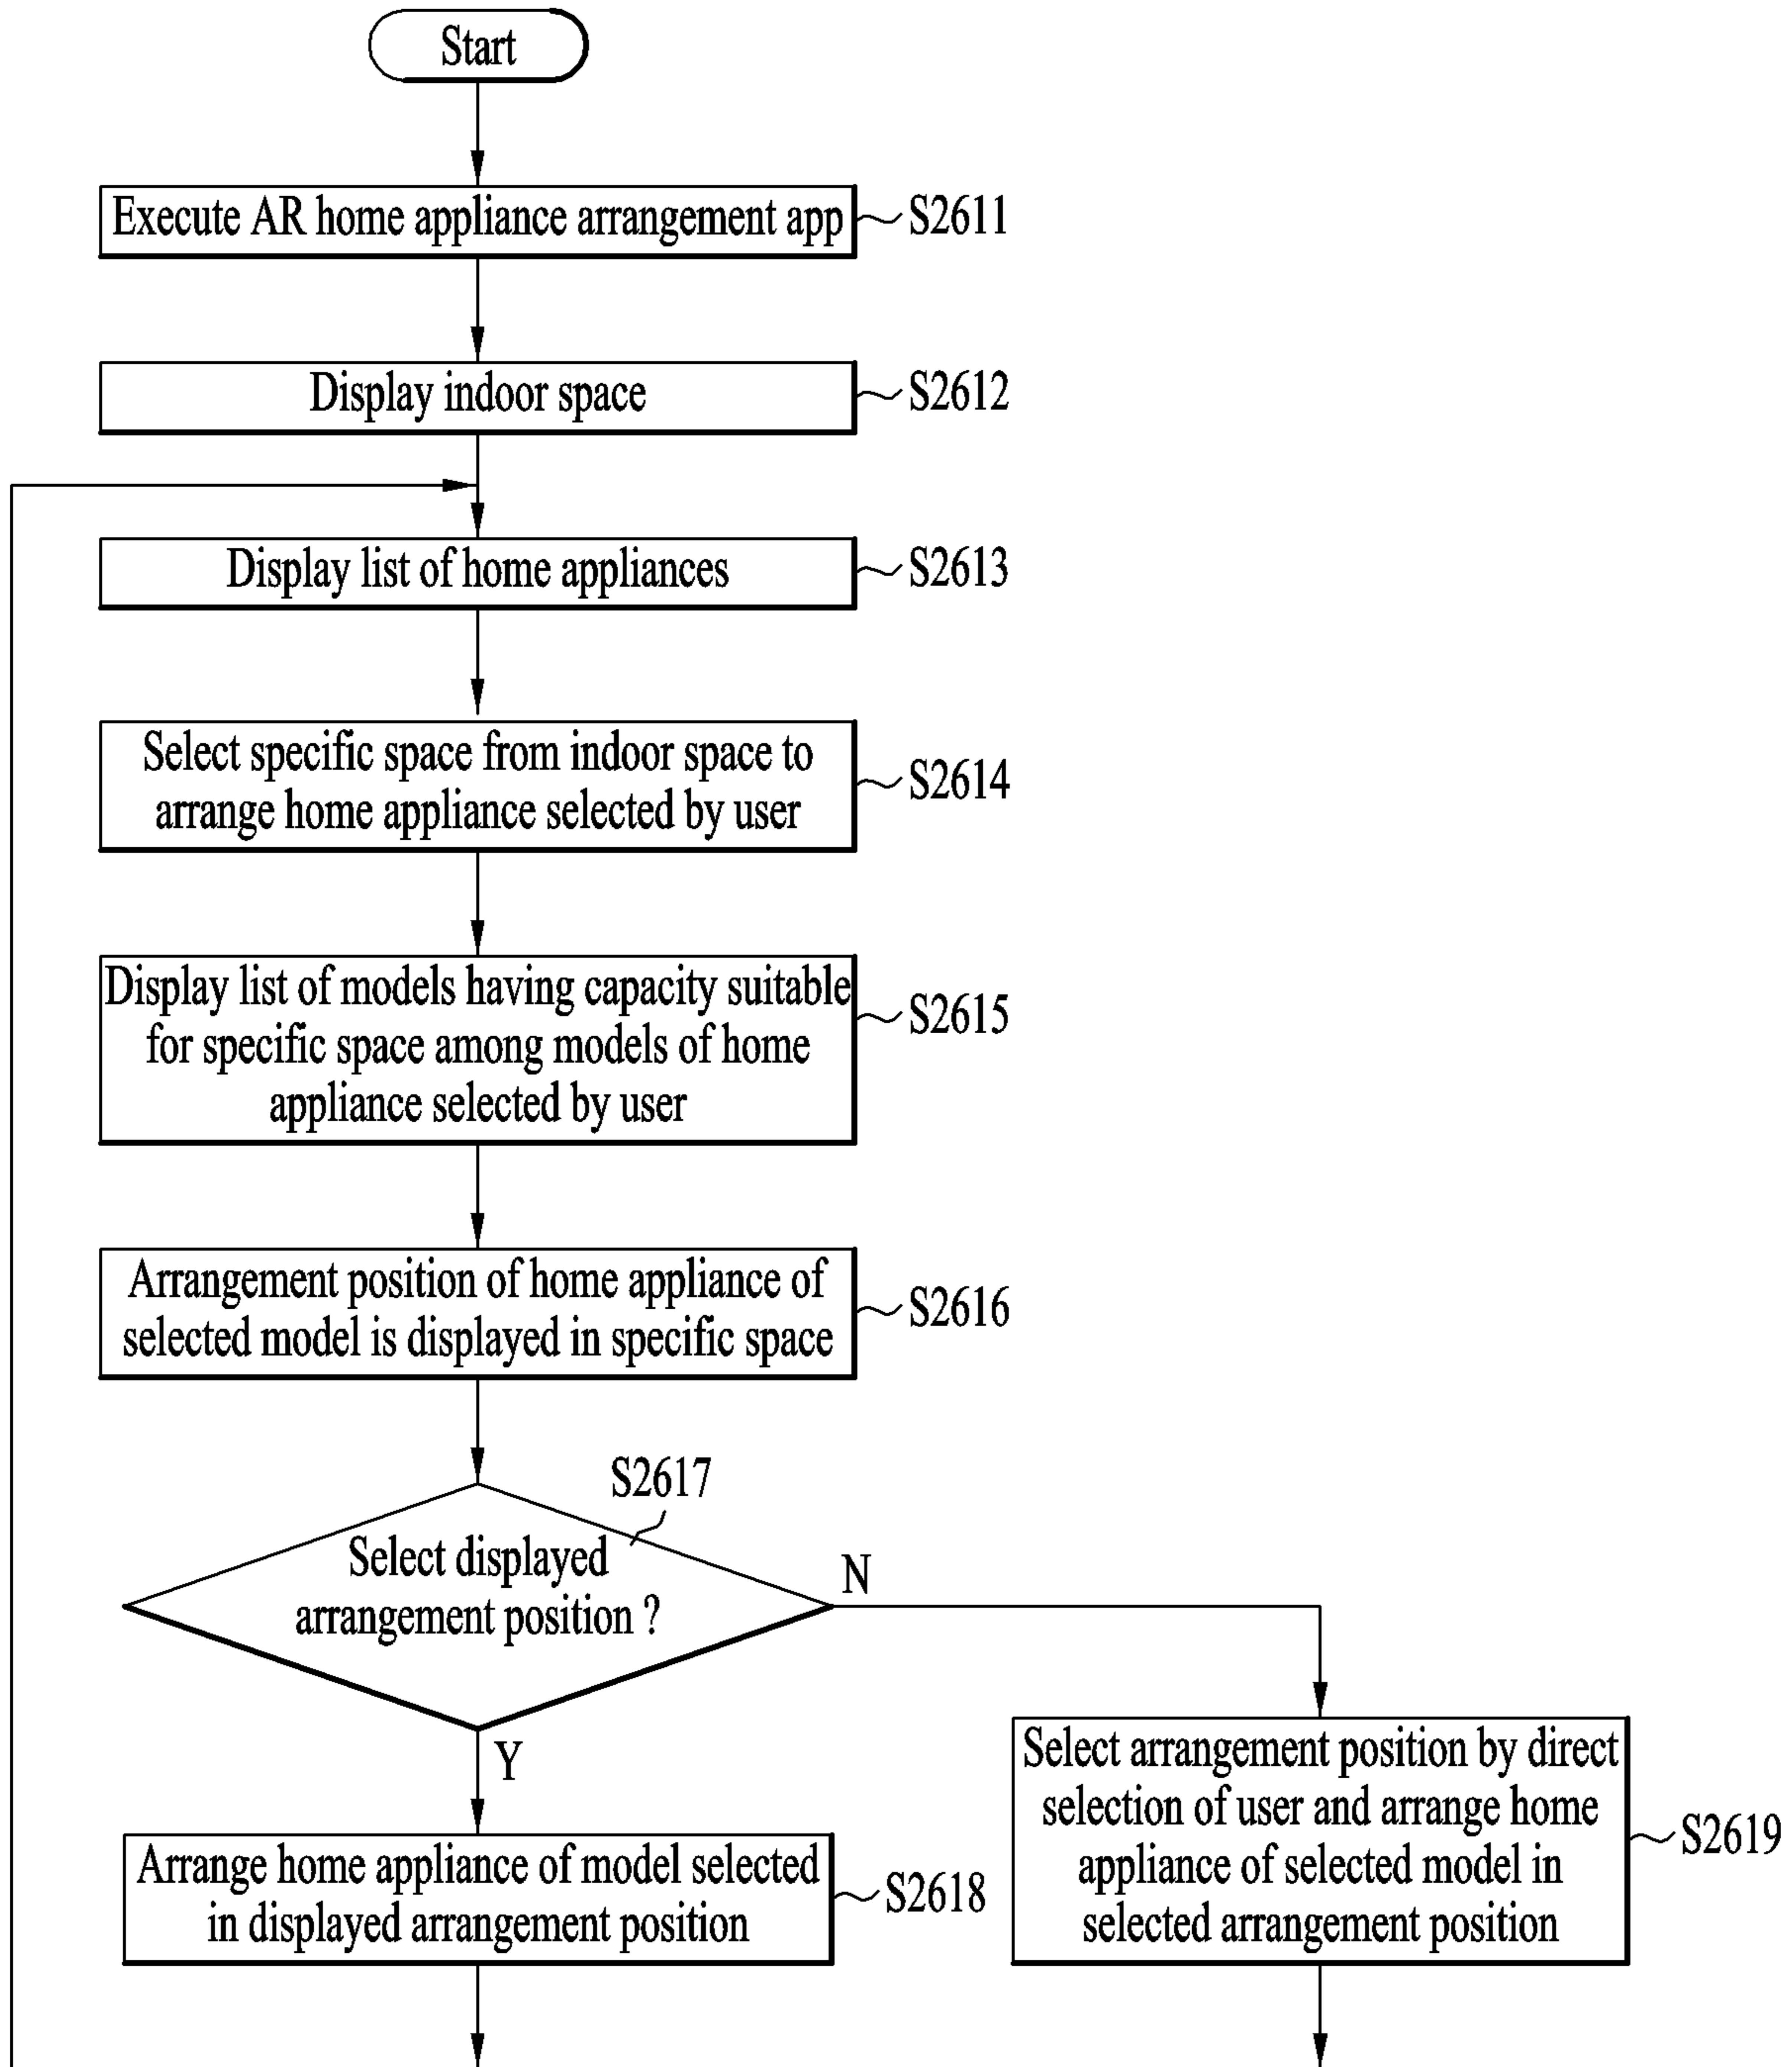 Start
Execute AR home appliance arrangement app
S2611
Display indoor space
S2612
Display list of home appliances
S2613
Select specific space from indoor space to
arrange home appliance selected by user
S2614
Display list of models having capacity suitable
for specific space among models of home
appliance selected by user
S2615
Arrangement position of home appliance of
selected model is displayed in specific space
S2616
S2617
Select displayed
arrangement position ?
N
Y
Arrange home appliance of model selected
in displayed arrangement position
S2618
Select arrangement position by direct
selection of user and arrange home
appliance of selected model in
selected arrangement position
S2619